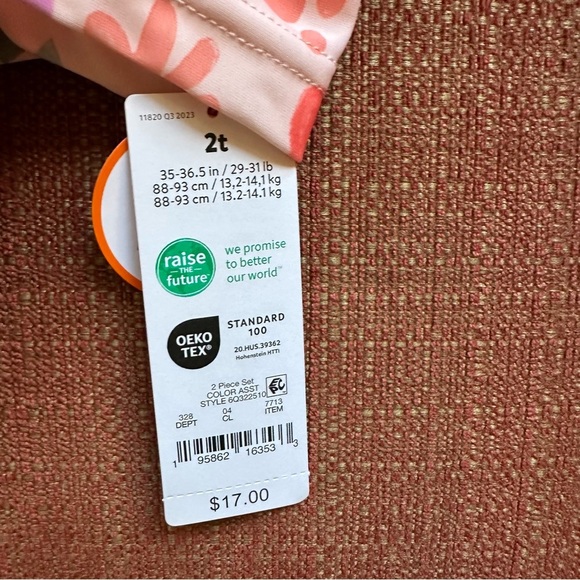 11820 Q3 2023
2t
35-36.5 in / 29-31 lb
88-93 cm / 13,2-14,1 kg
88-93 cm / 13.2-14.1 kg
raise
THE
future
we promise
to better
our world™
OEKO
TEX®
STANDARD
100
20.HUS.39362
Hohenstein HTTI
2 Piece Set
COLOR ASST
STYLE 6Q322510
328
DEPT
04
CL
7713
ITEM
1 95862 16353 3
$17.00